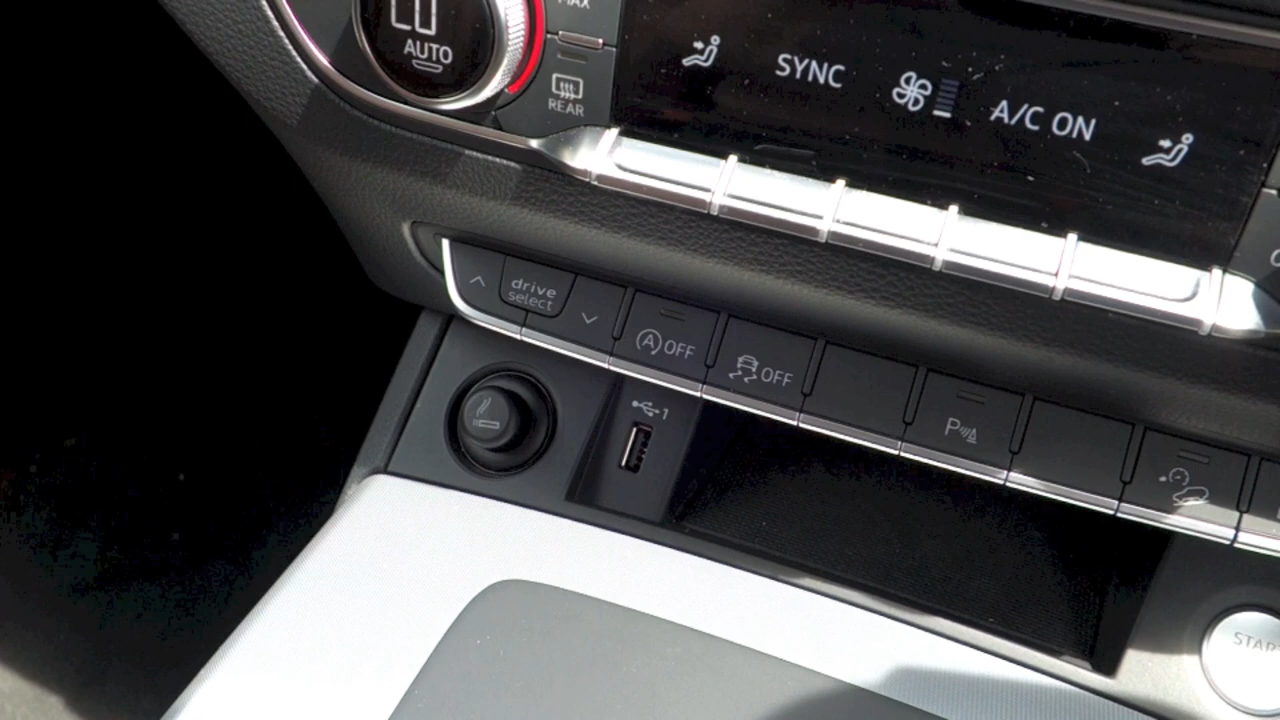 MAX
AUTO
REAR
SYNC
A/C ON
drive
select
A OFF
OFF
1
P
START